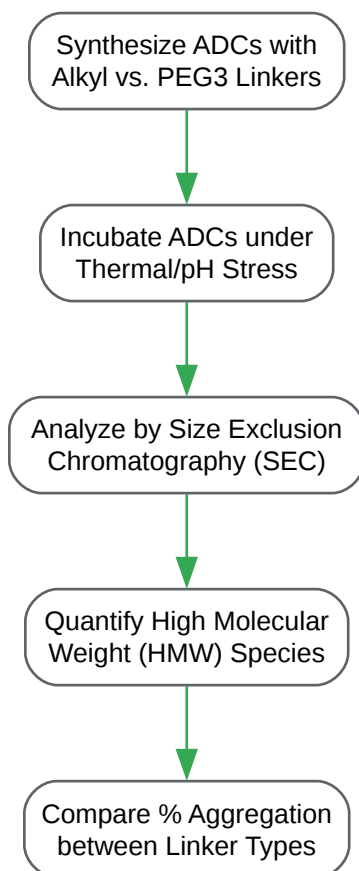 Synthesize ADCs with
Alkyl vs. PEG3 Linkers
Incubate ADCs under
Thermal/pH Stress
Analyze by Size Exclusion
Chromatography (SEC)
Quantify High Molecular
Weight (HMW) Species
Compare % Aggregation
between Linker Types